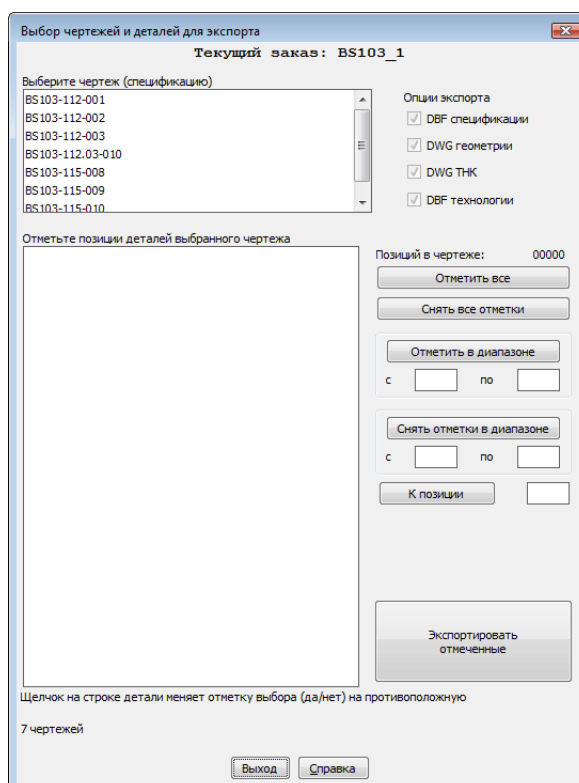 Выбор чертежей и деталей для экспорта
Текущий заказ: BS103_1
Выберите чертеж (спецификацию)
BS103-112-001
BS103-112-002
BS103-112-003
BS103-112.03-010
BS103-115-008
BS103-115-009
BS103-115-010
Опции экспорта
DBF спецификации
DWG геометрии
DWG ТНК
DBF технологии
Отметьте позиции деталей выбранного чертежа
Позиций в чертеже: 00000
Отметить все
Снять все отметки
Отметить в диапазоне
с по
Снять отметки в диапазоне
с по
К позиции
Экспортировать
отмеченные
Щелчок на строке детали меняет отметку выбора (да/нет) на противоположную
7 чертежей
Выход Справка